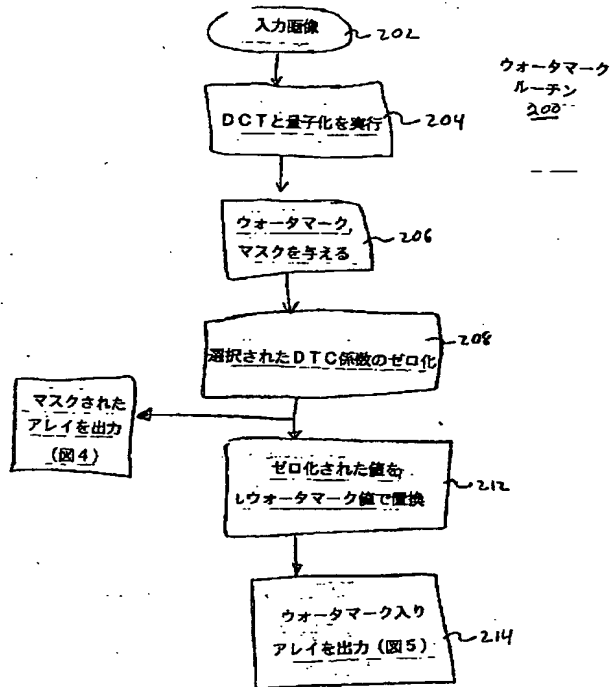 入力画像
202
ウォータマーク
ルーチン
200
DCTと量子化を実行
204
ウォータマーク,
マスクを与える
206
選択されたDTC係数のゼロ化
208
マスクされた
アレイを出力
(図4)
ゼロ化された値を
ウォータマーク値で置換
212
ウォータマーク入り
アレイを出力(図5)
214